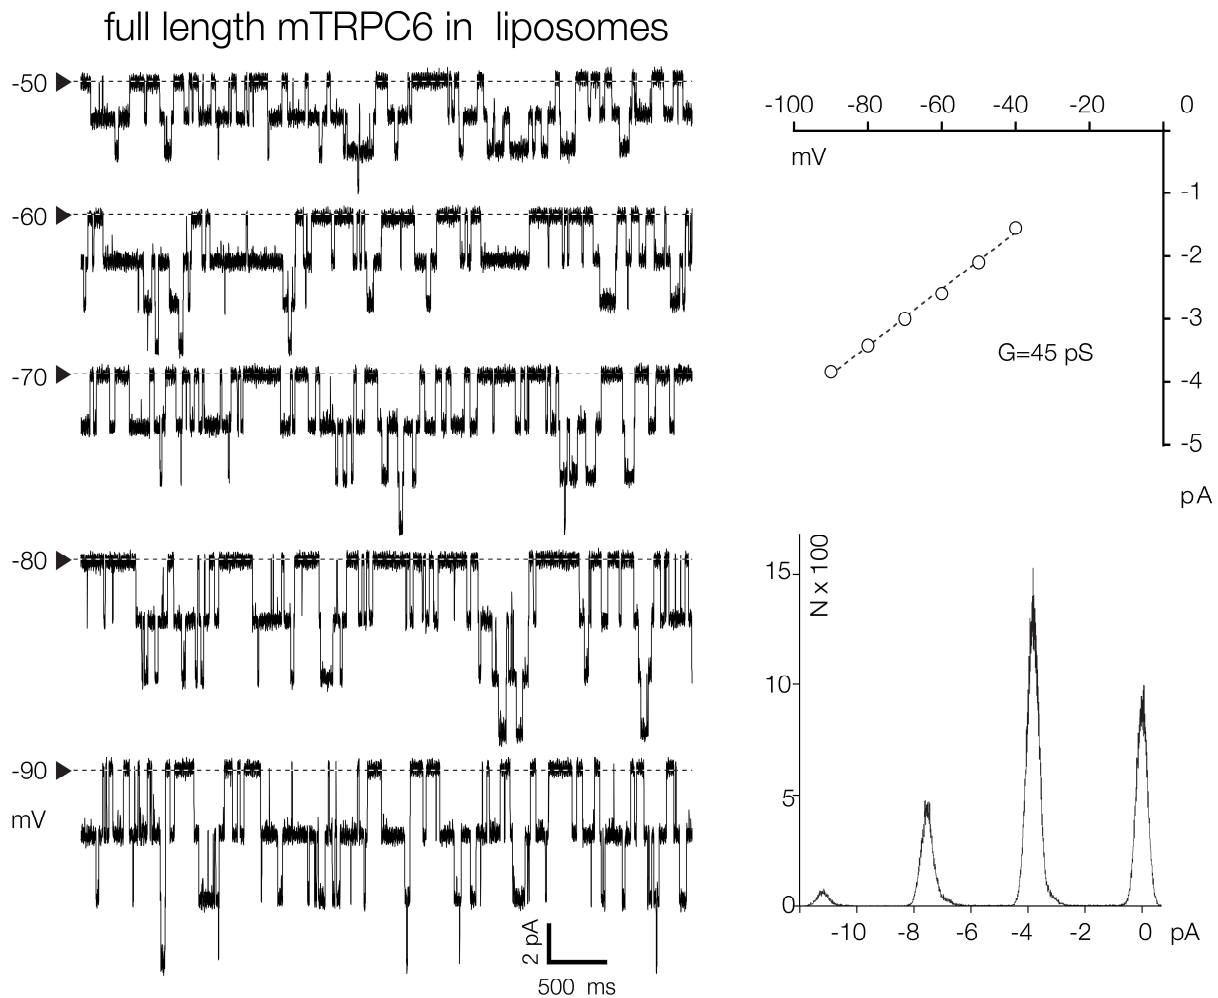 full length mTRPC6 in liposomes
-50
-60
-70
-80
-90
mV
2 pA
500 ms
-100 -80 -60 -40 -20 0
mV
-1
-2
-3
-4
-5
G=45 pS
pA
N x 100
15
10
5
0
-10 -8 -6 -4 -2 0 pA